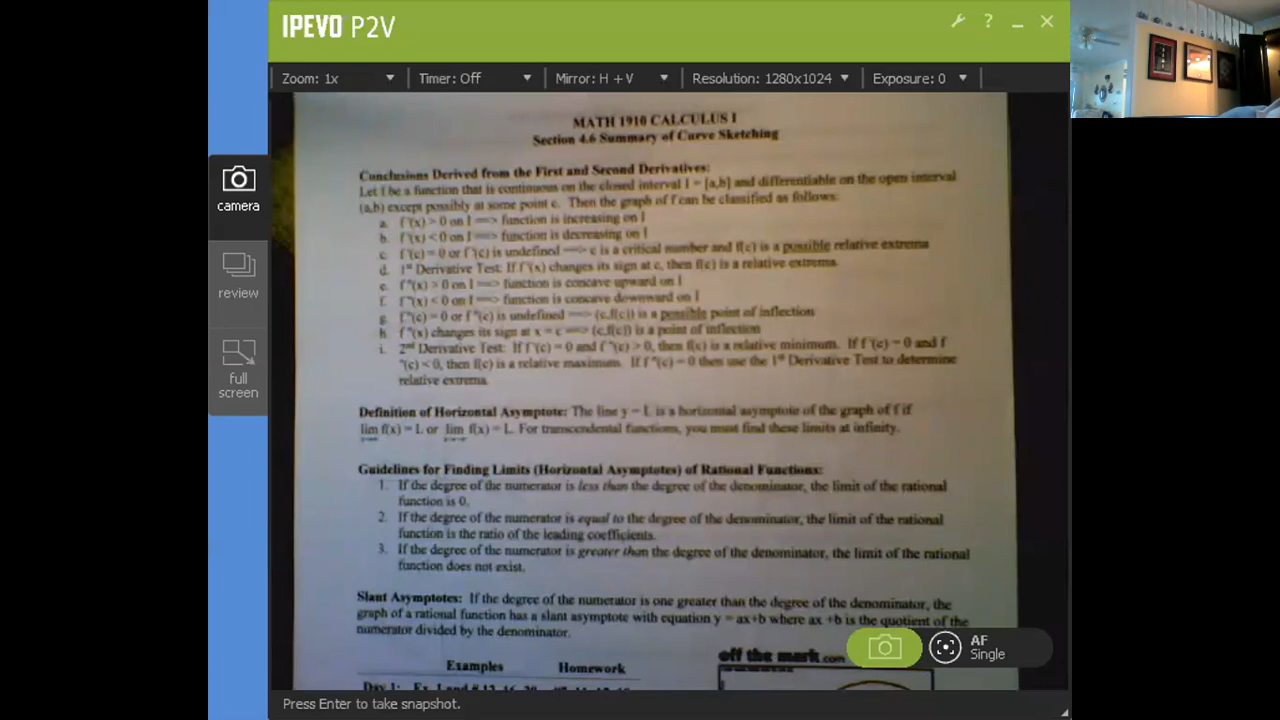 IPEVO P2V
Zoom: 1x Timer: Off Mirror: H + V Resolution: 1280x1024 Exposure: 0
camera
review
full
screen
MATH 1910 CALCULUS I
Section 4.6 Summary of Curve Sketching
Conclusions Derived from the First and Second Derivatives:
Let f be a function that is continuous on the closed interval I = [a,b] and differentiable on the open interval
(a,b) except possibly at some point c. Then the graph of f can be classified as follows:
a. f'(x) > 0 on I ==> function is increasing on I
b. f'(x) < 0 on I ==> function is decreasing on I
c. f'(c) = 0 or f'(c) is undefined ==> c is a critical number and f(c) is a possible relative extrema
d. 1st Derivative Test: If f'(x) changes its sign at c, then f(c) is a relative extrema.
e. f"(x) > 0 on I ==> function is concave upward on I
f. f"(x) < 0 on I ==> function is concave downward on I
g. f"(c) = 0 or f"(c) is undefined ==> (c,f(c)) is a possible point of inflection
h. f"(x) changes its sign at x = c ==> (c,f(c)) is a point of inflection
i. 2nd Derivative Test: If f'(c) = 0 and f"(c) > 0, then f(c) is a relative minimum. If f'(c) = 0 and f
"(c) < 0, then f(c) is a relative maximum. If f"(c) = 0 then use the 1st Derivative Test to determine
relative extrema.
Definition of Horizontal Asymptote: The line y = L is a horizontal asymptote of the graph of f if
lim f(x) = L or lim f(x) = L. For transcendental functions, you must find these limits at infinity.
Guidelines for Finding Limits (Horizontal Asymptotes) of Rational Functions:
1. If the degree of the numerator is less than the degree of the denominator, the limit of the rational
function is 0.
2. If the degree of the numerator is equal to the degree of the denominator, the limit of the rational
function is the ratio of the leading coefficients.
3. If the degree of the numerator is greater than the degree of the denominator, the limit of the rational
function does not exist.
Slant Asymptotes: If the degree of the numerator is one greater than the degree of the denominator, the
graph of a rational function has a slant asymptote with equation y = ax+b where ax +b is the quotient of the
numerator divided by the denominator.
Examples Homework
off the mark.com
Day 1: Ex. 1 and #
AF
Single
Press Enter to take snapshot.